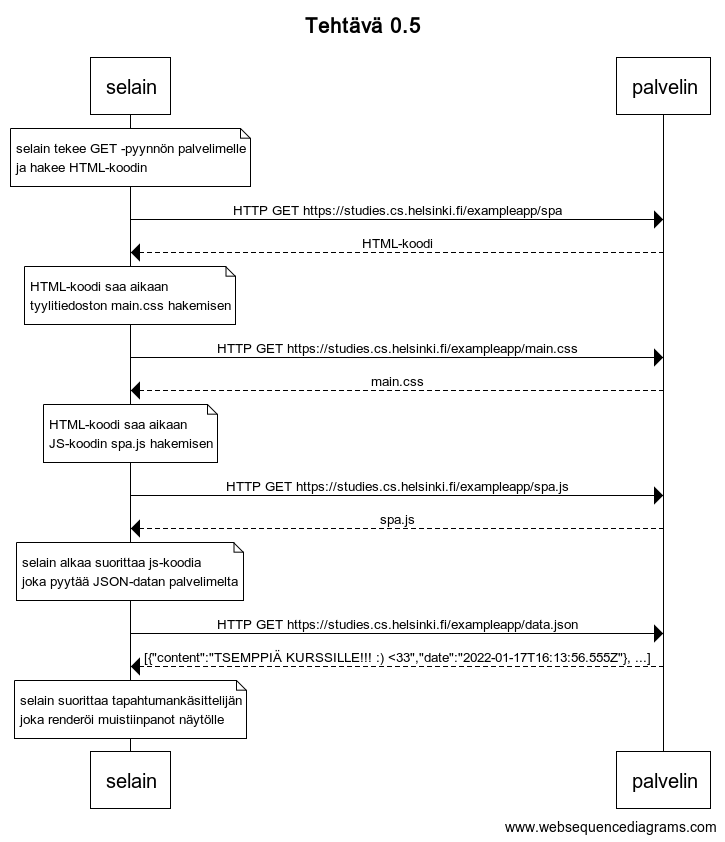 Tehtävä 0.5
selain
palvelin
selain tekee GET -pyynnön palvelimelle
ja hakee HTML-koodin
HTTP GET https://studies.cs.helsinki.fi/exampleapp/spa
HTML-koodi
HTML-koodi saa aikaan
tyylitiedoston main.css hakemisen
HTTP GET https://studies.cs.helsinki.fi/exampleapp/main.css
main.css
HTML-koodi saa aikaan
JS-koodin spa.js hakemisen
HTTP GET https://studies.cs.helsinki.fi/exampleapp/spa.js
spa.js
selain alkaa suorittaa js-koodia
joka pyytää JSON-datan palvelimelta
HTTP GET https://studies.cs.helsinki.fi/exampleapp/data.json
[{"content":"TSEMPPIÄ KURSSILLE!!! :) <33","date":"2022-01-17T16:13:56.555Z"}, ...]
selain suorittaa tapahtumankäsittelijän
joka renderöi muistiinpanot näytölle
selain
palvelin
www.websequencediagrams.com